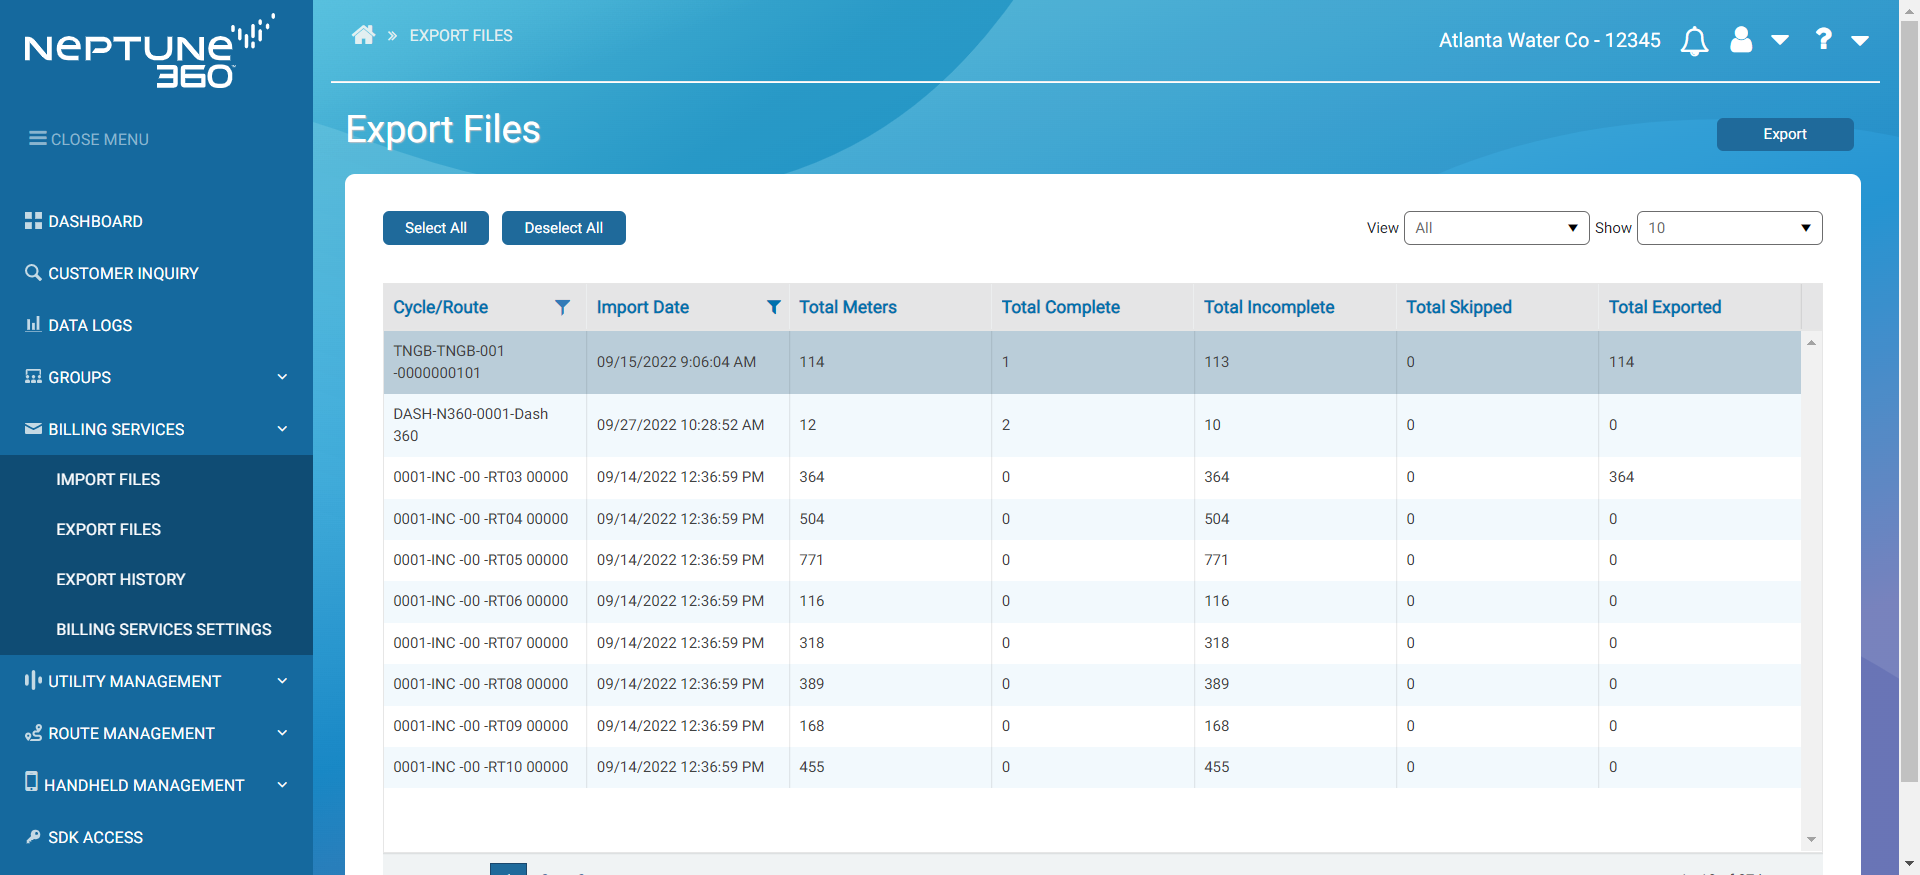 NEPTUNE
360
CLOSE MENU
DASHBOARD
CUSTOMER INQUIRY
DATA LOGS
GROUPS
BILLING SERVICES
IMPORT FILES
EXPORT FILES
EXPORT HISTORY
BILLING SERVICES SETTINGS
UTILITY MANAGEMENT
ROUTE MANAGEMENT
HANDHELD MANAGEMENT
SDK ACCESS
» EXPORT FILES
Atlanta Water Co - 12345 ?
Export Files
Export
Select All Deselect All View All Show 10
Cycle/Route Import Date Total Meters Total Complete Total Incomplete Total Skipped Total Exported
TNGB-TNGB-001
-0000000101 09/15/2022 9:06:04 AM 114 1 113 0 114
DASH-N360-0001-Dash
360 09/27/2022 10:28:52 AM 12 2 10 0 0
0001-INC -00 -RT03 00000 09/14/2022 12:36:59 PM 364 0 364 0 364
0001-INC -00 -RT04 00000 09/14/2022 12:36:59 PM 504 0 504 0 0
0001-INC -00 -RT05 00000 09/14/2022 12:36:59 PM 771 0 771 0 0
0001-INC -00 -RT06 00000 09/14/2022 12:36:59 PM 116 0 116 0 0
0001-INC -00 -RT07 00000 09/14/2022 12:36:59 PM 318 0 318 0 0
0001-INC -00 -RT08 00000 09/14/2022 12:36:59 PM 389 0 389 0 0
0001-INC -00 -RT09 00000 09/14/2022 12:36:59 PM 168 0 168 0 0
0001-INC -00 -RT10 00000 09/14/2022 12:36:59 PM 455 0 455 0 0